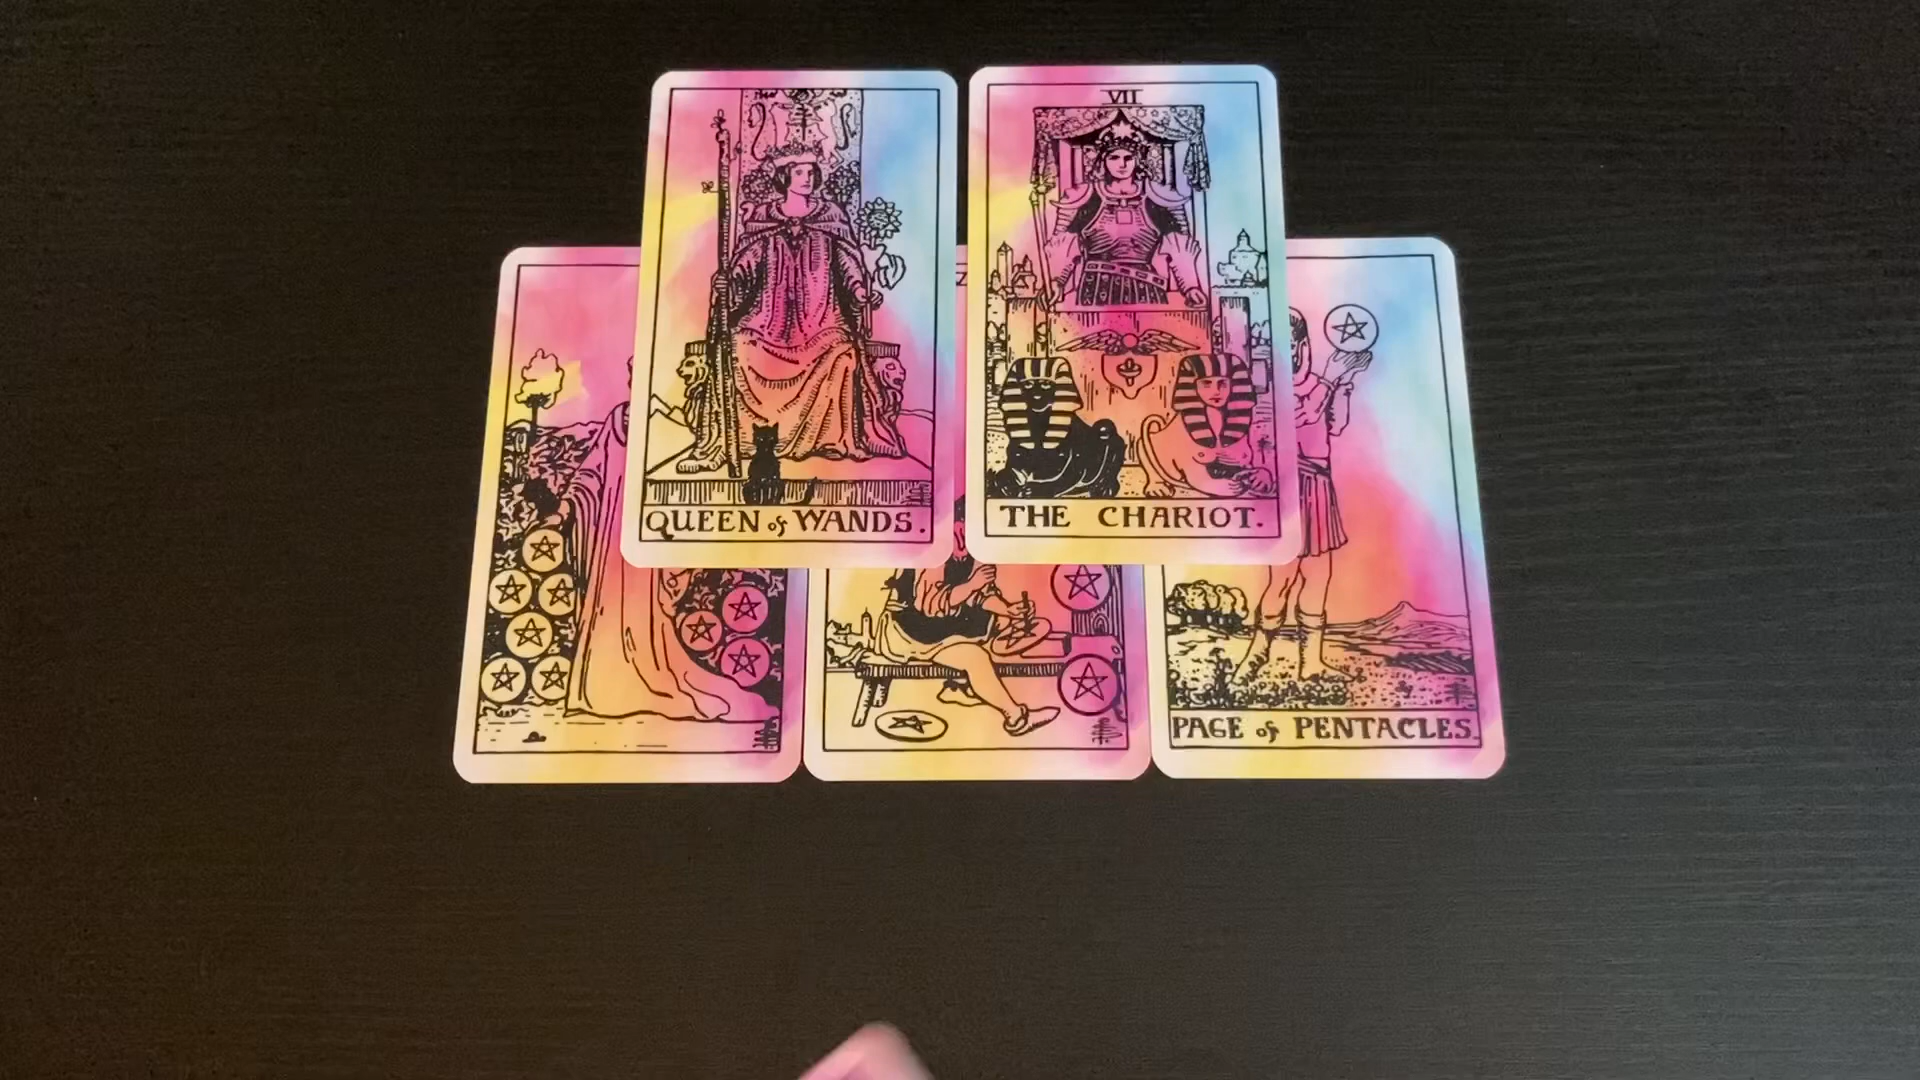 VII
QUEEN of WANDS.
THE CHARIOT.
PAGE of PENTACLES.